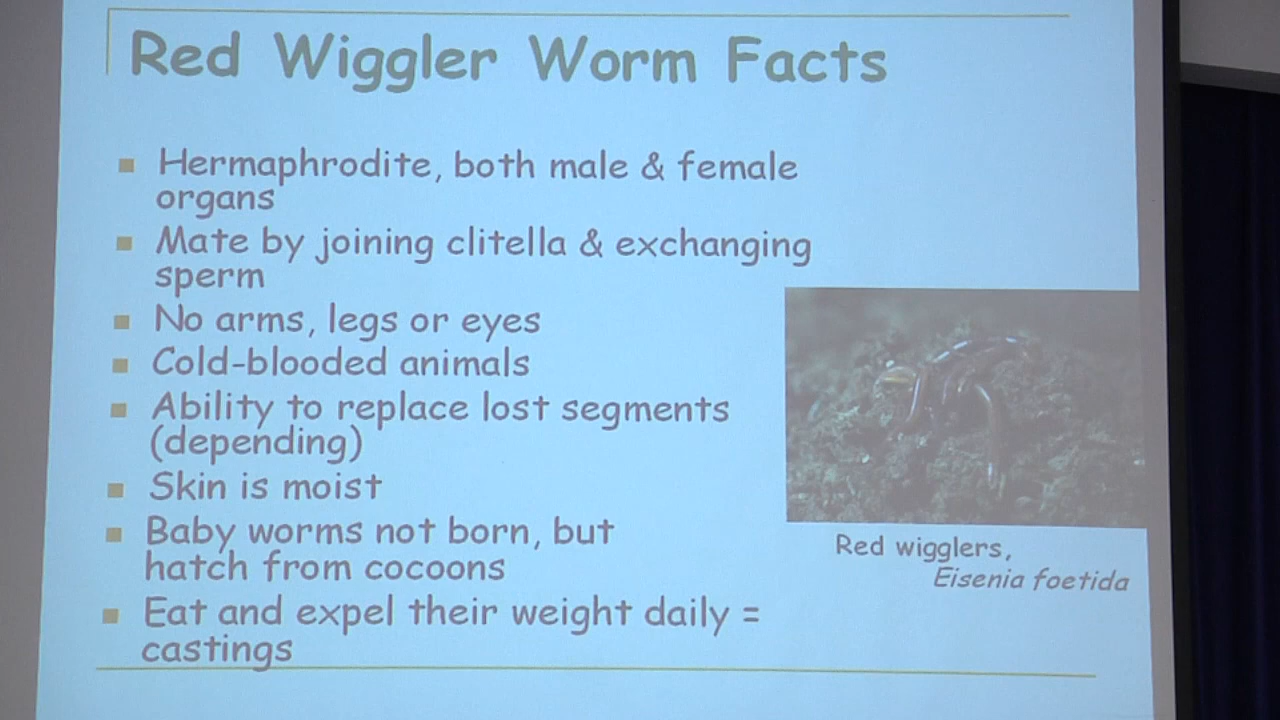 Red Wiggler Worm Facts
Hermaphrodite, both male & female
organs
Mate by joining clitella & exchanging
sperm
No arms, legs or eyes
Cold-blooded animals
Ability to replace lost segments
(depending)
Skin is moist
Baby worms not born, but
hatch from cocoons
Eat and expel their weight daily =
castings
Red wigglers,
Eisenia foetida